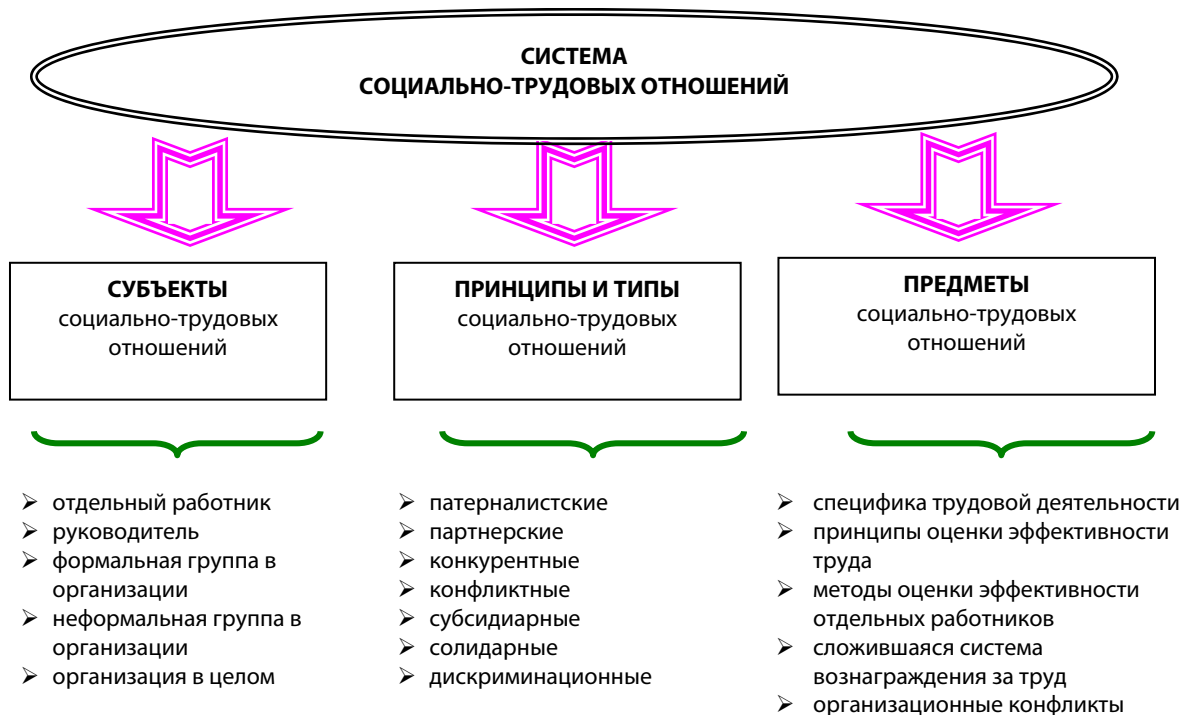 СИСТЕМА
СОЦИАЛЬНО-ТРУДОВЫХ ОТНОШЕНИЙ
СУБЪЕКТЫ
социально-трудовых
отношений
ПРИНЦИПЫ И ТИПЫ
социально-трудовых
отношений
ПРЕДМЕТЫ
социально-трудовых
отношений
➢ отдельный работник
➢ руководитель
➢ формальная группа в
организации
➢ неформальная группа в
организации
➢ организация в целом
➢ патерналистские
➢ партнерские
➢ конкурентные
➢ конфликтные
➢ субсидиарные
➢ солидарные
➢ дискриминационные
➢ специфика трудовой деятельности
➢ принципы оценки эффективности
труда
➢ методы оценки эффективности
отдельных работников
➢ сложившаяся система
вознаграждения за труд
➢ организационные конфликты